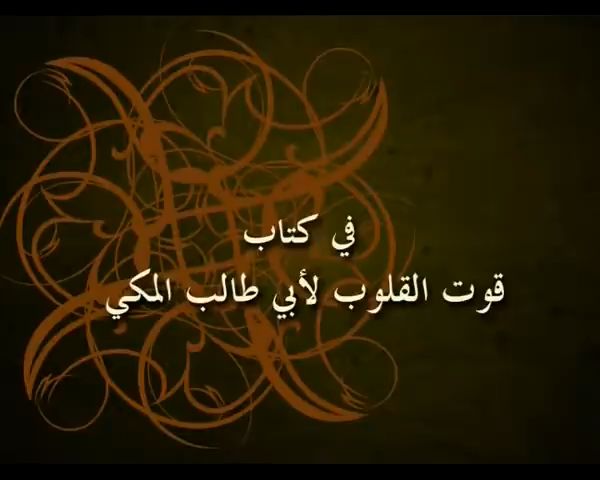 في كتاب
قوت القلوب لأبي طالب المكي